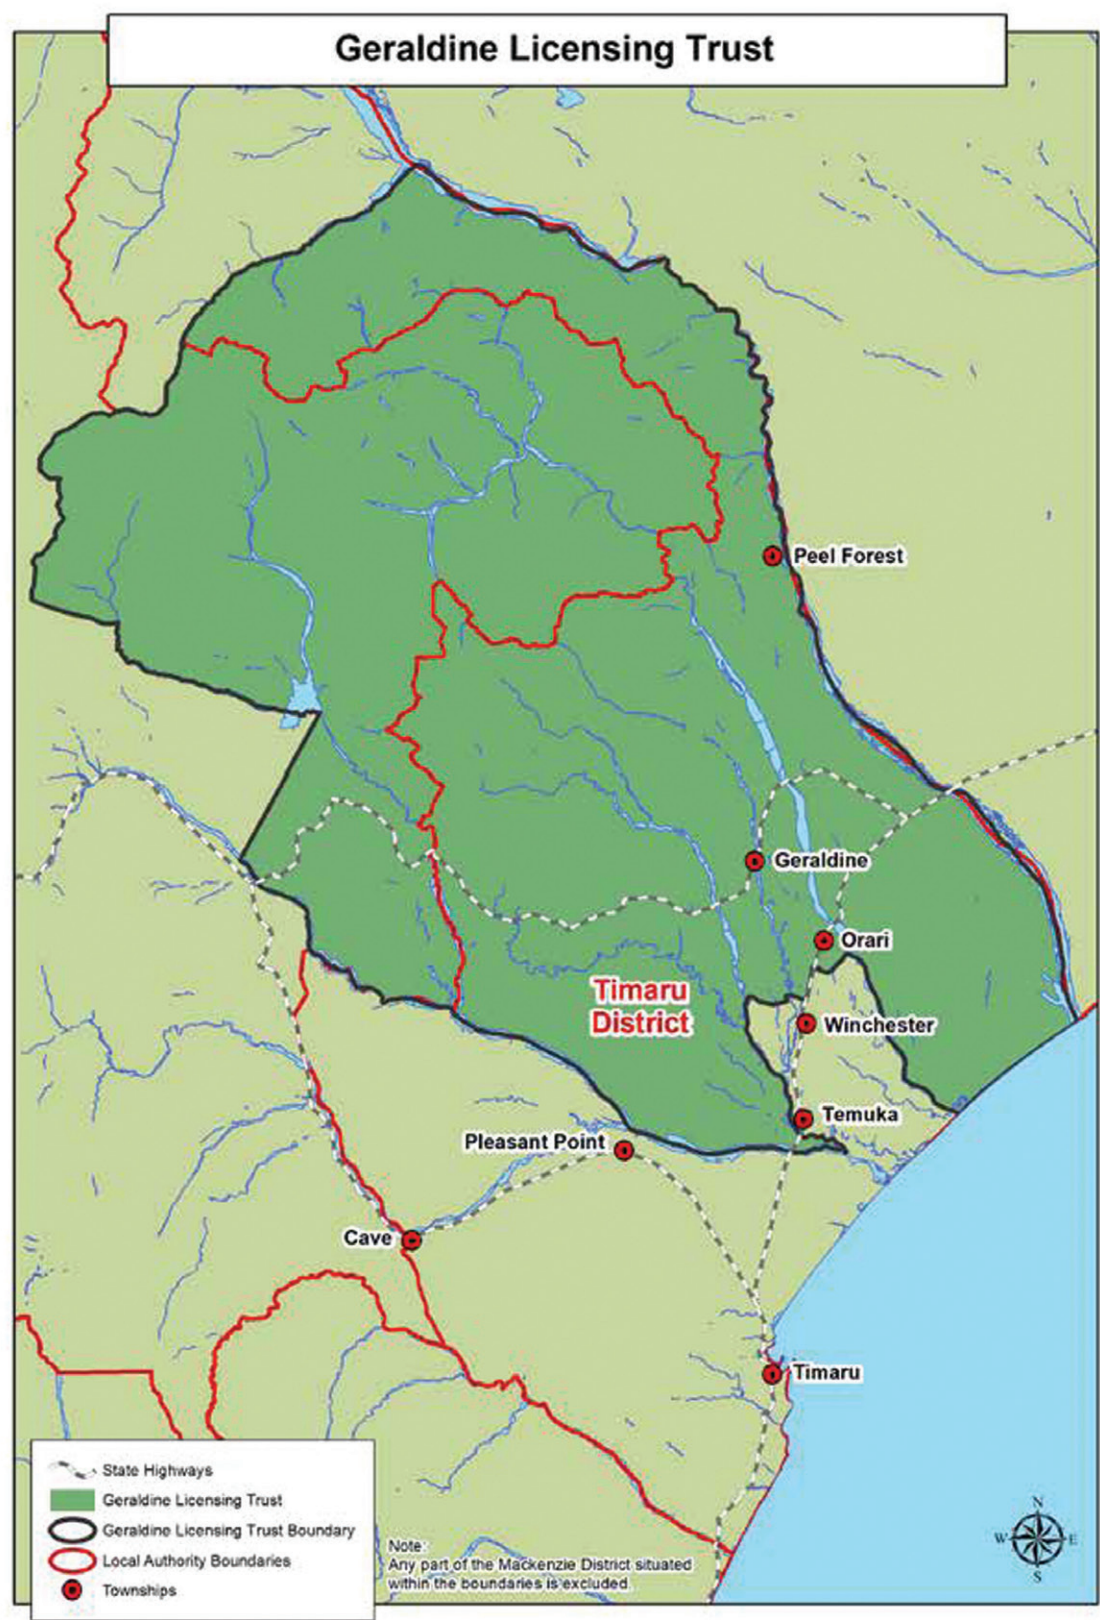 Geraldine Licensing Trust
Peel Forest
Geraldine
Orari
Timaru
District
Winchester
Temuka
Pleasant Point
Cave
Timaru
State Highways
Geraldine Licensing Trust
Geraldine Licensing Trust Boundary
Local Authority Boundaries
Townships
Note:
Any part of the Mackenzie District situated
within the boundaries is excluded.
N
W E
S